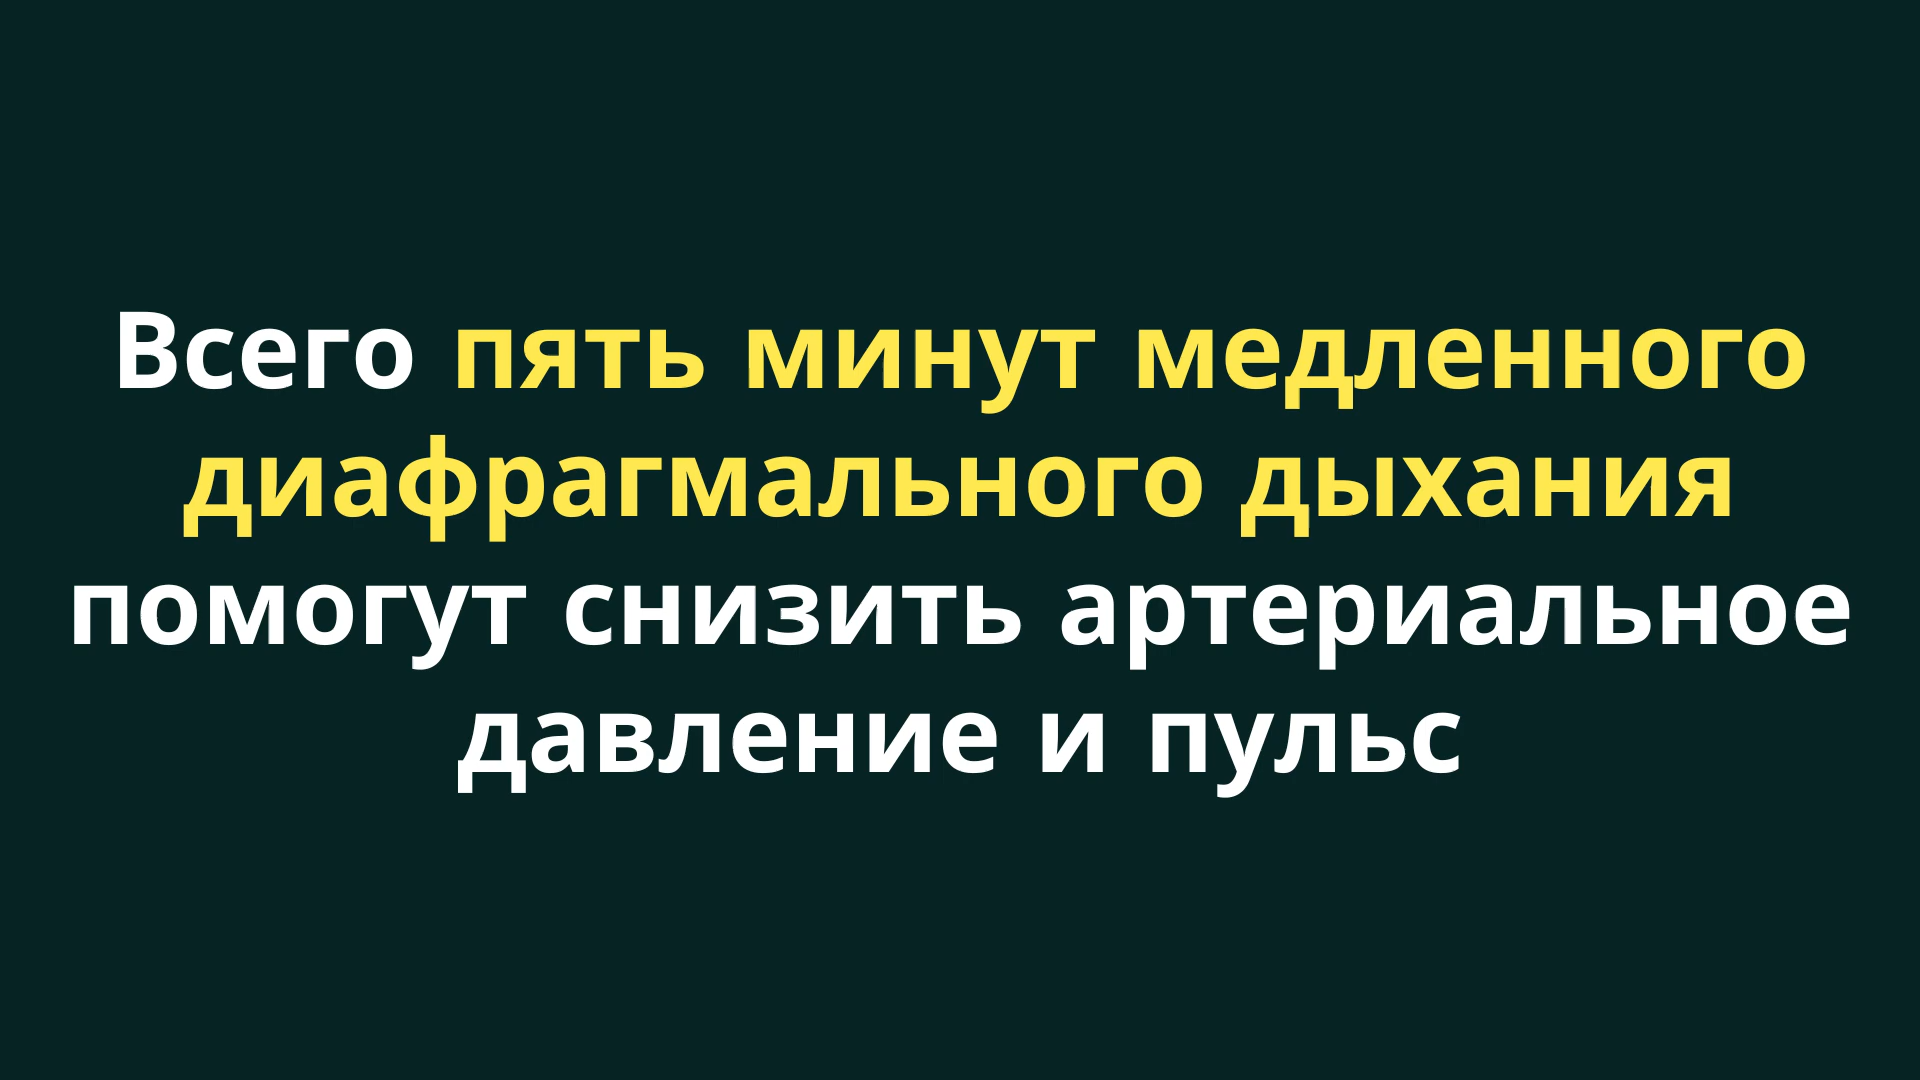 Всего пять минут медленного
диафрагмального дыхания
помогут снизить артериальное
давление и пульс